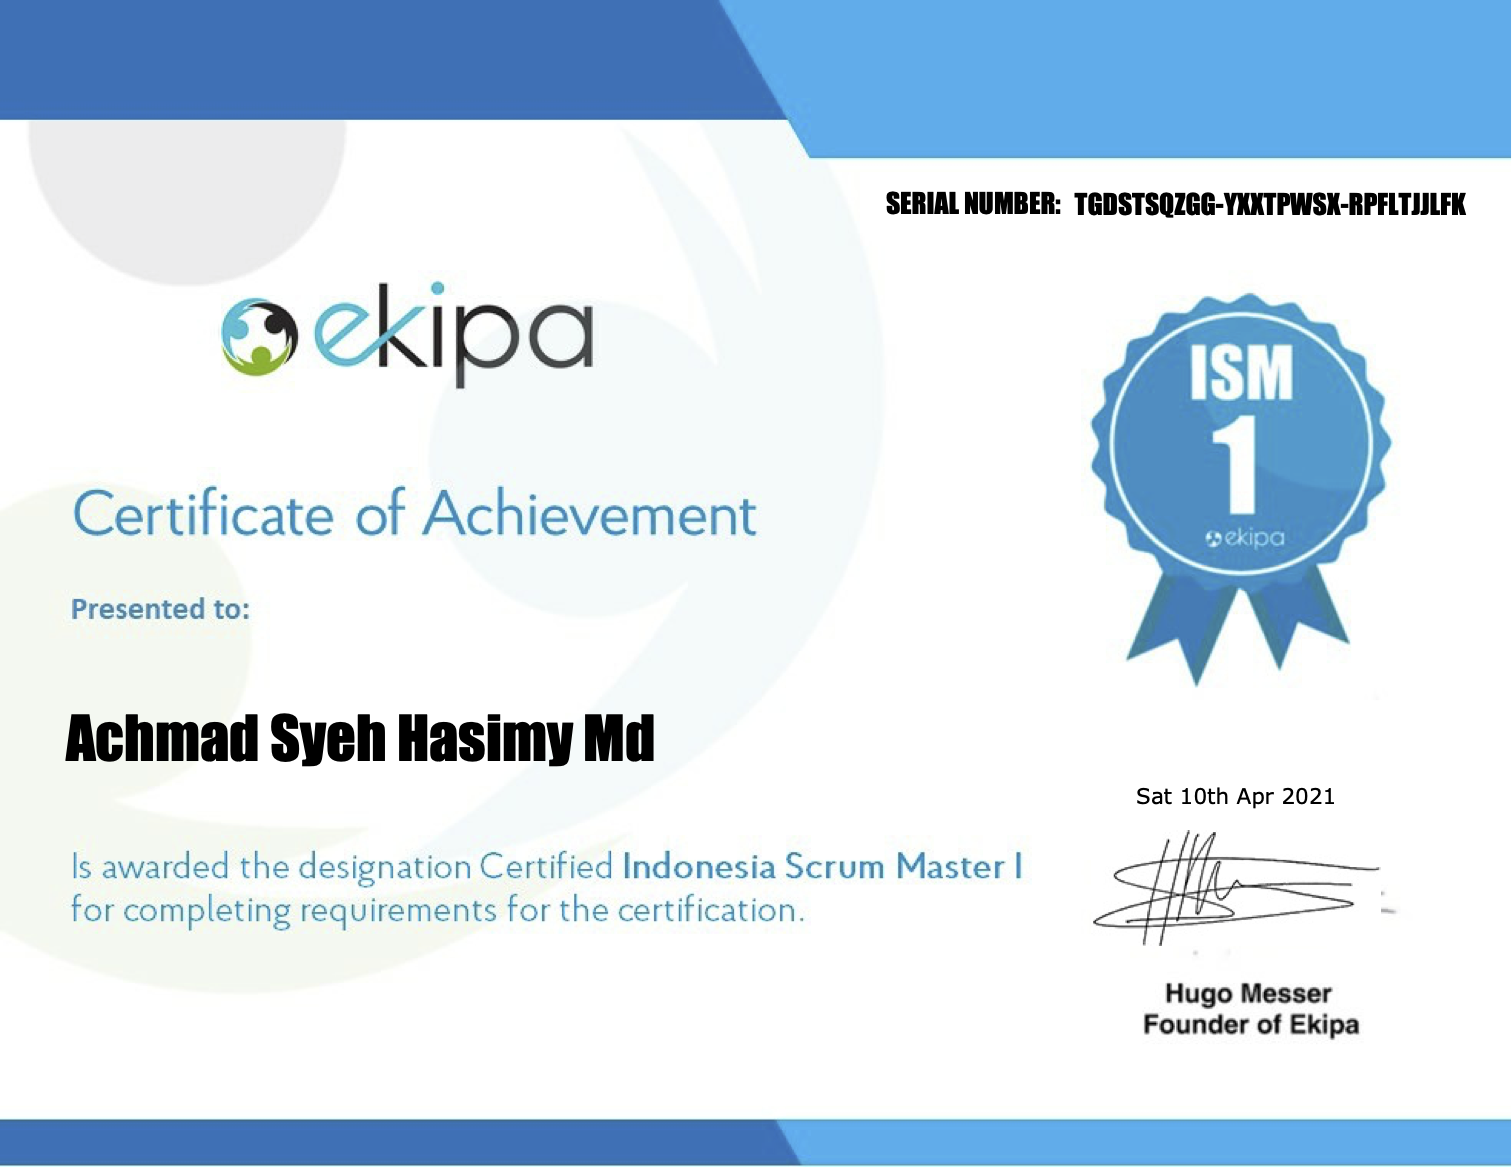 SERIAL NUMBER: TGDSTSQZGG-YXXTPWSX-RPFLTJJLFK
ekipa
ISM
1
ekipa
Certificate of Achievement
Presented to:
Achmad Syeh Hasimy Md
Sat 10th Apr 2021
Is awarded the designation Certified Indonesia Scrum Master I
for completing requirements for the certification.
Hugo Messer
Founder of Ekipa